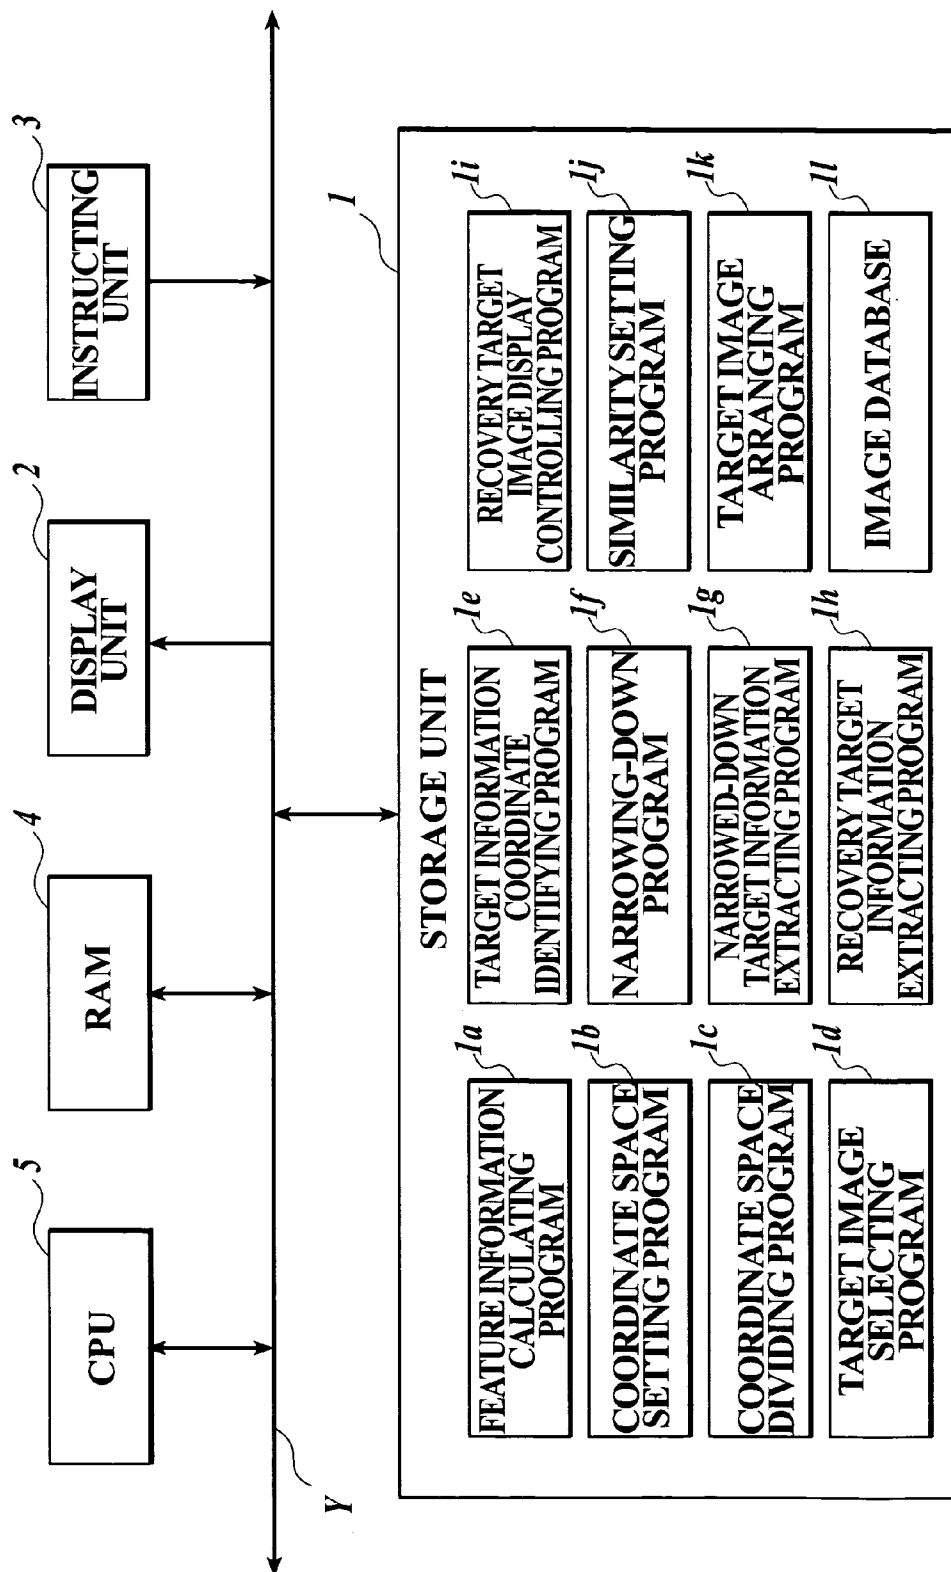 5
CPU
4
RAM
2
DISPLAY
UNIT
3
INSTRUCTING
UNIT
Y
1
STORAGE UNIT
1a
FEATURE INFORMATION
CALCULATING
PROGRAM
1b
COORDINATE SPACE
SETTING PROGRAM
1c
COORDINATE SPACE
DIVIDING PROGRAM
1d
TARGET IMAGE
SELECTING
PROGRAM
1e
TARGET INFORMATION
COORDINATE
IDENTIFYING PROGRAM
1f
NARROWING-DOWN
PROGRAM
1g
NARROWED-DOWN
TARGET INFORMATION
EXTRACTING PROGRAM
1h
RECOVERY TARGET
INFORMATION
EXTRACTING PROGRAM
1i
RECOVERY TARGET
IMAGE DISPLAY
CONTROLLING PROGRAM
1j
SIMILARITY SETTING
PROGRAM
1k
TARGET IMAGE
ARRANGING
PROGRAM
1l
IMAGE DATABASE